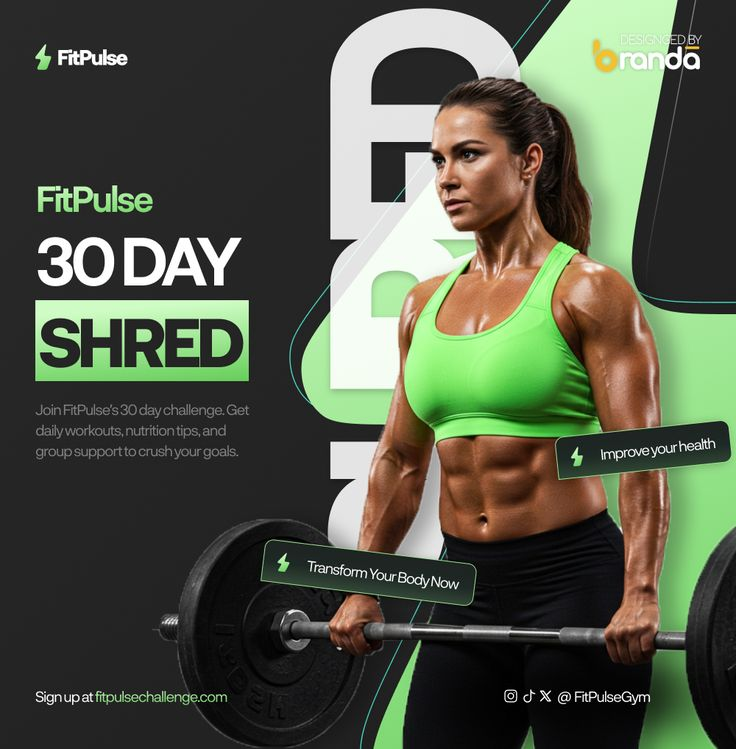 FitPulse
DESIGNGED BY
branda
FitPulse
30 DAY
SHRED
Join FitPulse's 30 day challenge. Get
daily workouts, nutrition tips, and
group support to crush your goals.
Improve your health
Transform Your Body Now
Sign up at fitpulsechallenge.com
@ FitPulseGym